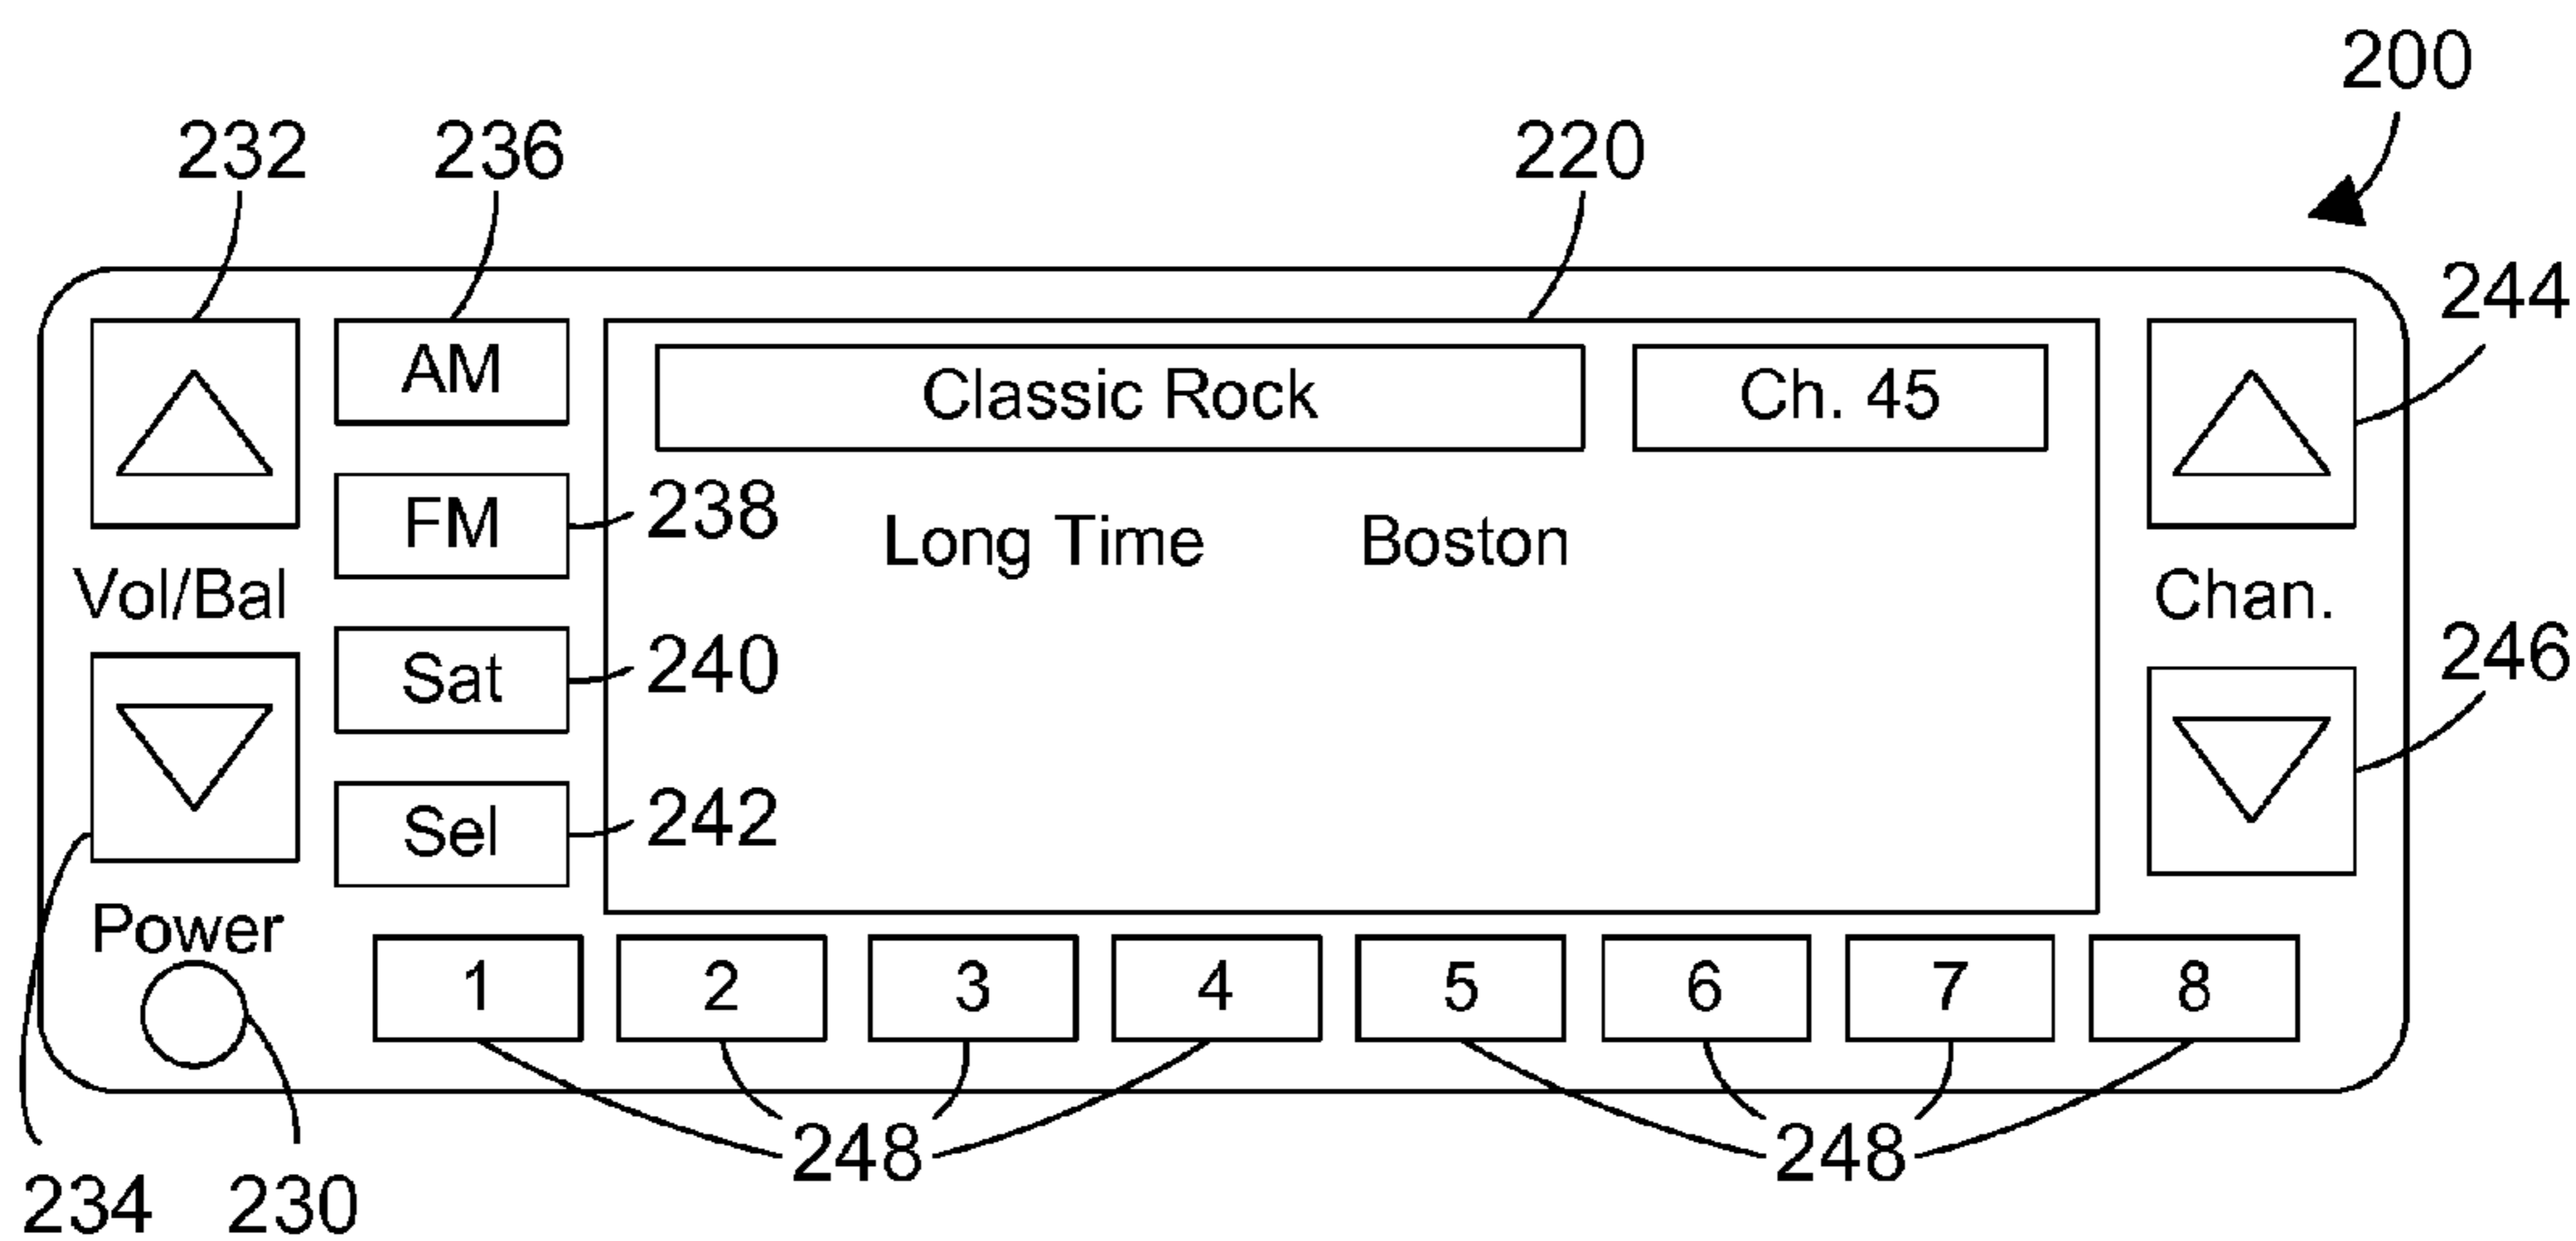 200
232 236 220
244
AM Classic Rock Ch. 45
FM 238 Long Time Boston
Vol/Bal Chan.
Sat 240 246
Sel 242
Power
1 2 3 4 5 6 7 8
248 248
234 230